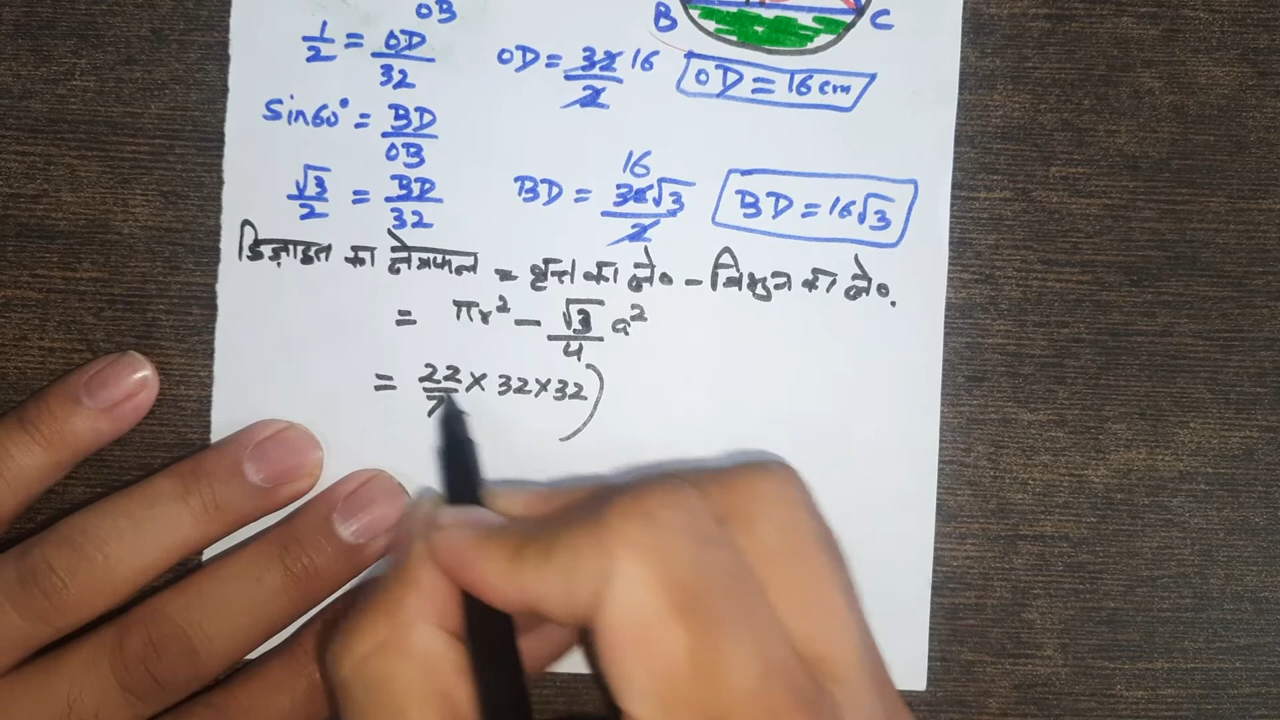 OB
B C
1/2 = OD/32 OD = 32/2 16 OD = 16 cm
Sin60° = BD/OB
√3/2 = BD/32 BD = 32√3/2 16 BD = 16√3
डिज़ाइन का क्षेत्रफल = वृत्त का क्षे० - त्रिभुज का क्षे०.
= πr² - √3/4 a²
= 22/7 × 32 × 32)